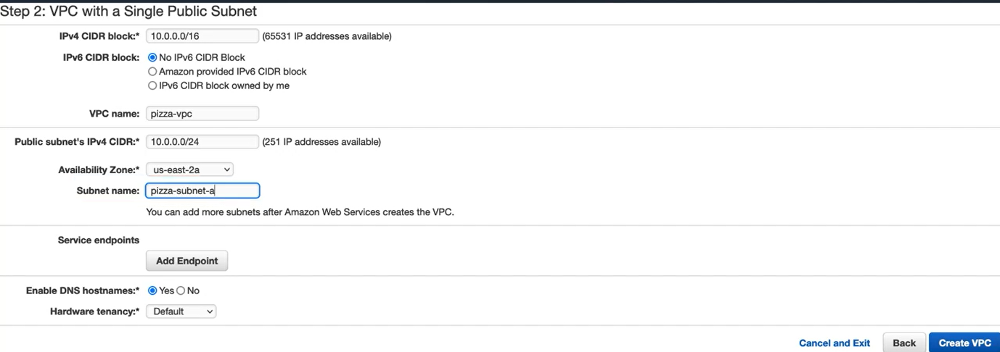 Step 2: VPC with a Single Public Subnet
IPv4 CIDR block:* 10.0.0.0/16 (65531 IP addresses available)
IPv6 CIDR block: No IPv6 CIDR Block
Amazon provided IPv6 CIDR block
IPv6 CIDR block owned by me
VPC name: pizza-vpc
Public subnet's IPv4 CIDR:* 10.0.0.0/24 (251 IP addresses available)
Availability Zone:* us-east-2a
Subnet name: pizza-subnet-a
You can add more subnets after Amazon Web Services creates the VPC.
Service endpoints
Add Endpoint
Enable DNS hostnames:* Yes No
Hardware tenancy:* Default
Cancel and Exit Back Create VPC